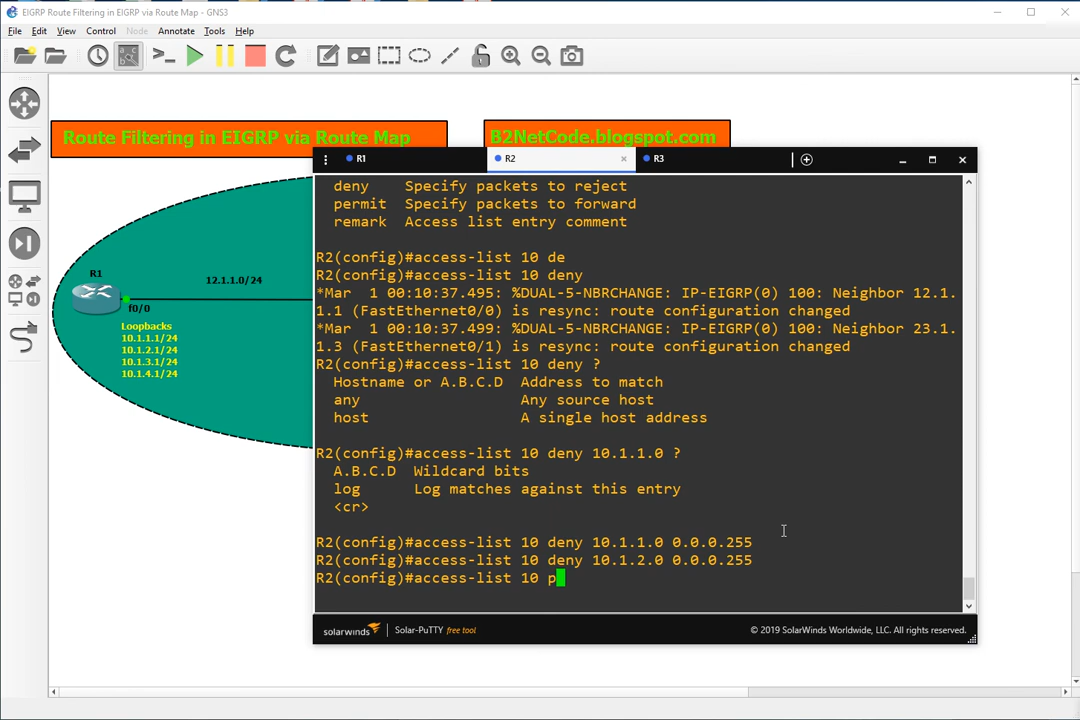 EIGRP Route Filtering in EIGRP via Route Map - GNS3
File Edit View Control Node Annotate Tools Help
Route Filtering in EIGRP via Route Map
B2NetCode.blogspot.com
R1
R2
R3
deny Specify packets to reject
permit Specify packets to forward
remark Access list entry comment
R2(config)#access-list 10 de
R2(config)#access-list 10 deny
*Mar 1 00:10:37.495: %DUAL-5-NBRCHANGE: IP-EIGRP(0) 100: Neighbor 12.1.
1.1 (FastEthernet0/0) is resync: route configuration changed
*Mar 1 00:10:37.499: %DUAL-5-NBRCHANGE: IP-EIGRP(0) 100: Neighbor 23.1.
1.3 (FastEthernet0/1) is resync: route configuration changed
R2(config)#access-list 10 deny ?
Hostname or A.B.C.D Address to match
any Any source host
host A single host address
R2(config)#access-list 10 deny 10.1.1.0 ?
A.B.C.D Wildcard bits
log Log matches against this entry
<cr>
R2(config)#access-list 10 deny 10.1.1.0 0.0.0.255
R2(config)#access-list 10 deny 10.1.2.0 0.0.0.255
R2(config)#access-list 10 p
solarwinds Solar-PuTTY free tool
© 2019 SolarWinds Worldwide, LLC. All rights reserved.
R1
12.1.1.0/24
f0/0
Loopbacks
10.1.1.1/24
10.1.2.1/24
10.1.3.1/24
10.1.4.1/24